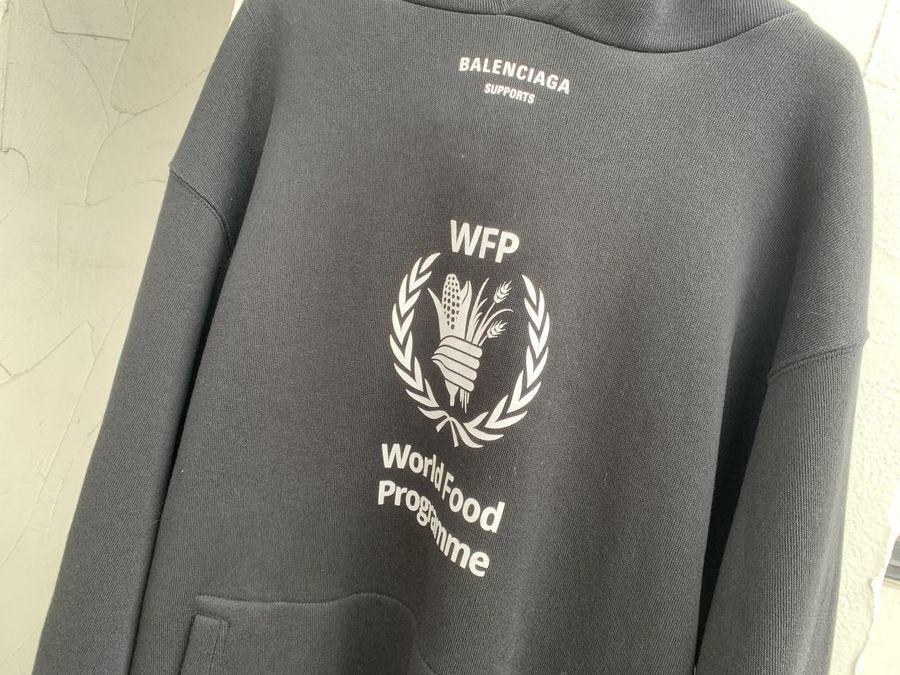 BALENCIAGA
SUPPORTS
WFP
World Food
Programme